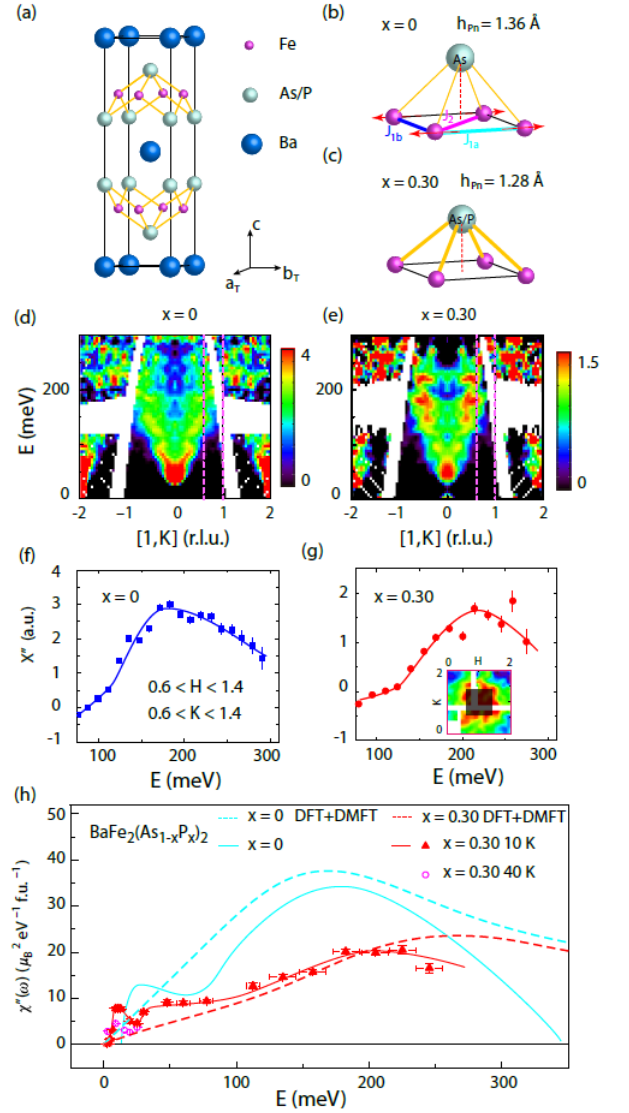 (a)
Fe
As/P
Ba
c
a_T
b_T
(b)
x = 0 h_Pn = 1.36 Å
As
J_1b
J_2
J_1a
(c)
x = 0.30 h_Pn = 1.28 Å
As/P
(d) x = 0
E (meV)
200
0
-2 -1 0 1 2
[1,K] (r.l.u.)
4
0
(e) x = 0.30
200
0
-2 -1 0 1 2
[1,K] (r.l.u.)
1.5
0
(f)
x = 0
χ″ (a.u.)
4
3
2
1
0
-1
0.6 < H < 1.4
0.6 < K < 1.4
100 200 300
E (meV)
(g)
x = 0.30
2
1
0
-1
0 H 2
2
K
0
100 200 300
E (meV)
(h)
BaFe₂(As₁₋ₓPₓ)₂
x = 0 DFT+DMFT
x = 0
x = 0.30 DFT+DMFT
x = 0.30 10 K
x = 0.30 40 K
χ″(ω) (μ_B² eV⁻¹ f.u.⁻¹)
50
40
30
20
10
0
0 100 200 300
E (meV)